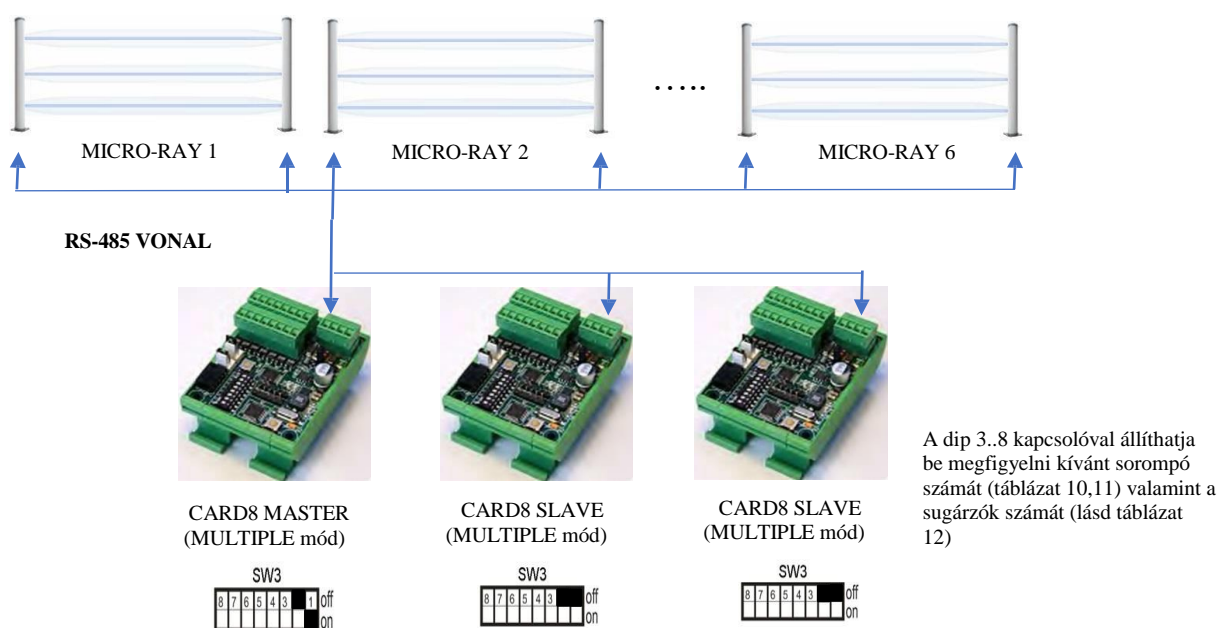 MICRO-RAY 1
MICRO-RAY 2
.....
MICRO-RAY 6
RS-485 VONAL
CARD8 MASTER
(MULTIPLE mód)
CARD8 SLAVE
(MULTIPLE mód)
CARD8 SLAVE
(MULTIPLE mód)
A dip 3..8 kapcsolóval állíthatja
be megfigyelni kívánt sorompó
számát (táblázat 10,11) valamint a
sugárzók számát (lásd táblázat
12)
SW3
8 7 6 5 4 3 1 off
on
SW3
8 7 6 5 4 3 off
on
SW3
8 7 6 5 4 3 off
on